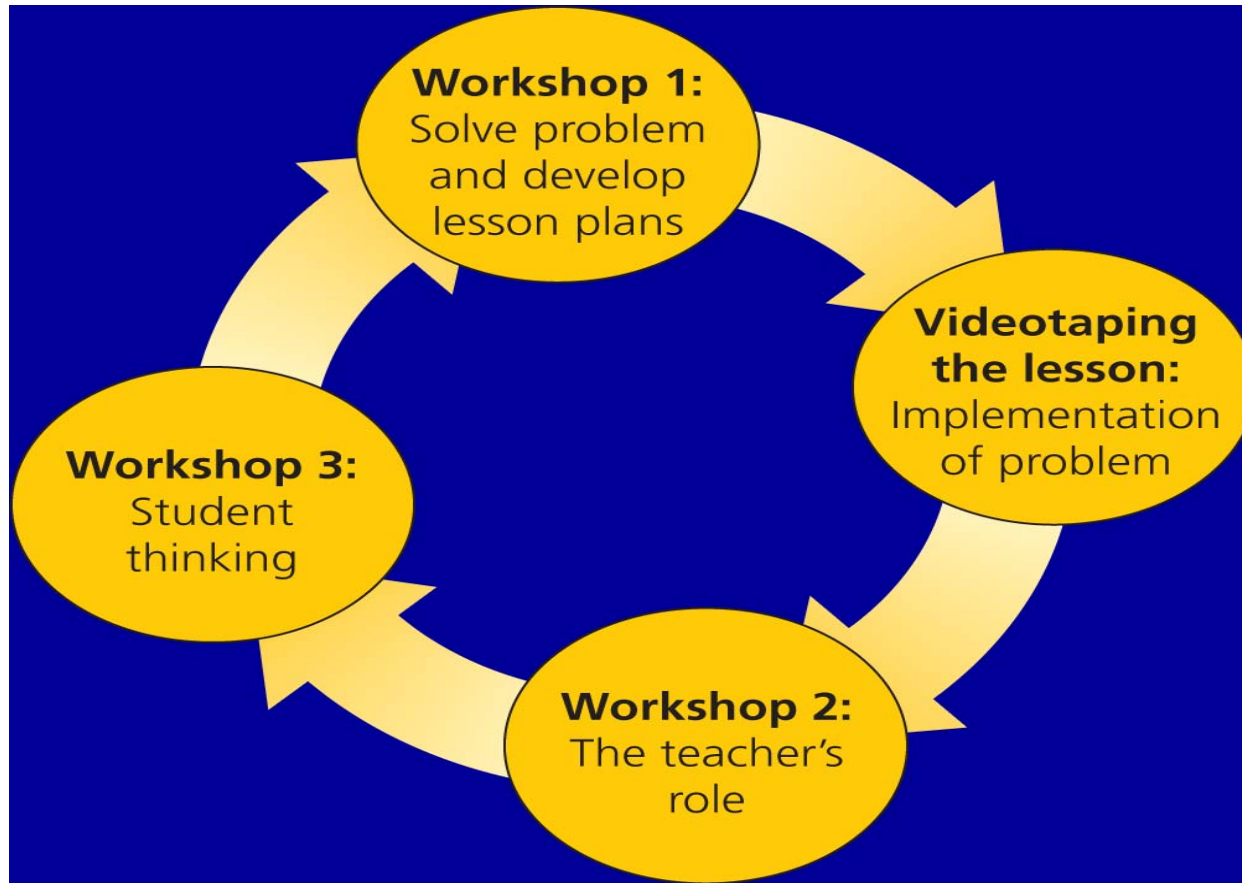 Workshop 1:
Solve problem
and develop
lesson plans
Videotaping
the lesson:
Implementation
of problem
Workshop 2:
The teacher’s
role
Workshop 3:
Student
thinking